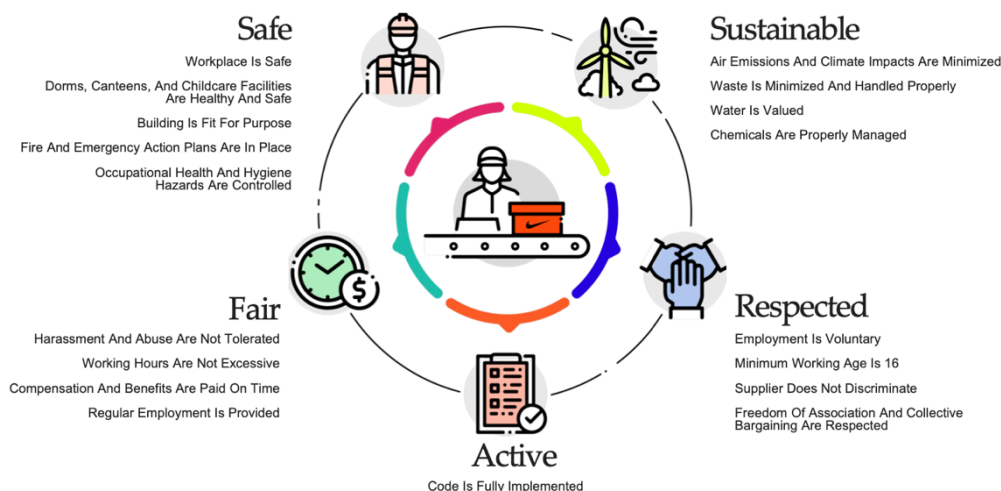 Safe
Workplace Is Safe
Dorms, Canteens, And Childcare Facilities
Are Healthy And Safe
Building Is Fit For Purpose
Fire And Emergency Action Plans Are In Place
Occupational Health And Hygiene
Hazards Are Controlled
Sustainable
Air Emissions And Climate Impacts Are Minimized
Waste Is Minimized And Handled Properly
Water Is Valued
Chemicals Are Properly Managed
$
Fair
Harassment And Abuse Are Not Tolerated
Working Hours Are Not Excessive
Compensation And Benefits Are Paid On Time
Regular Employment Is Provided
Respected
Employment Is Voluntary
Minimum Working Age Is 16
Supplier Does Not Discriminate
Freedom Of Association And Collective
Bargaining Are Respected
Active
Code Is Fully Implemented